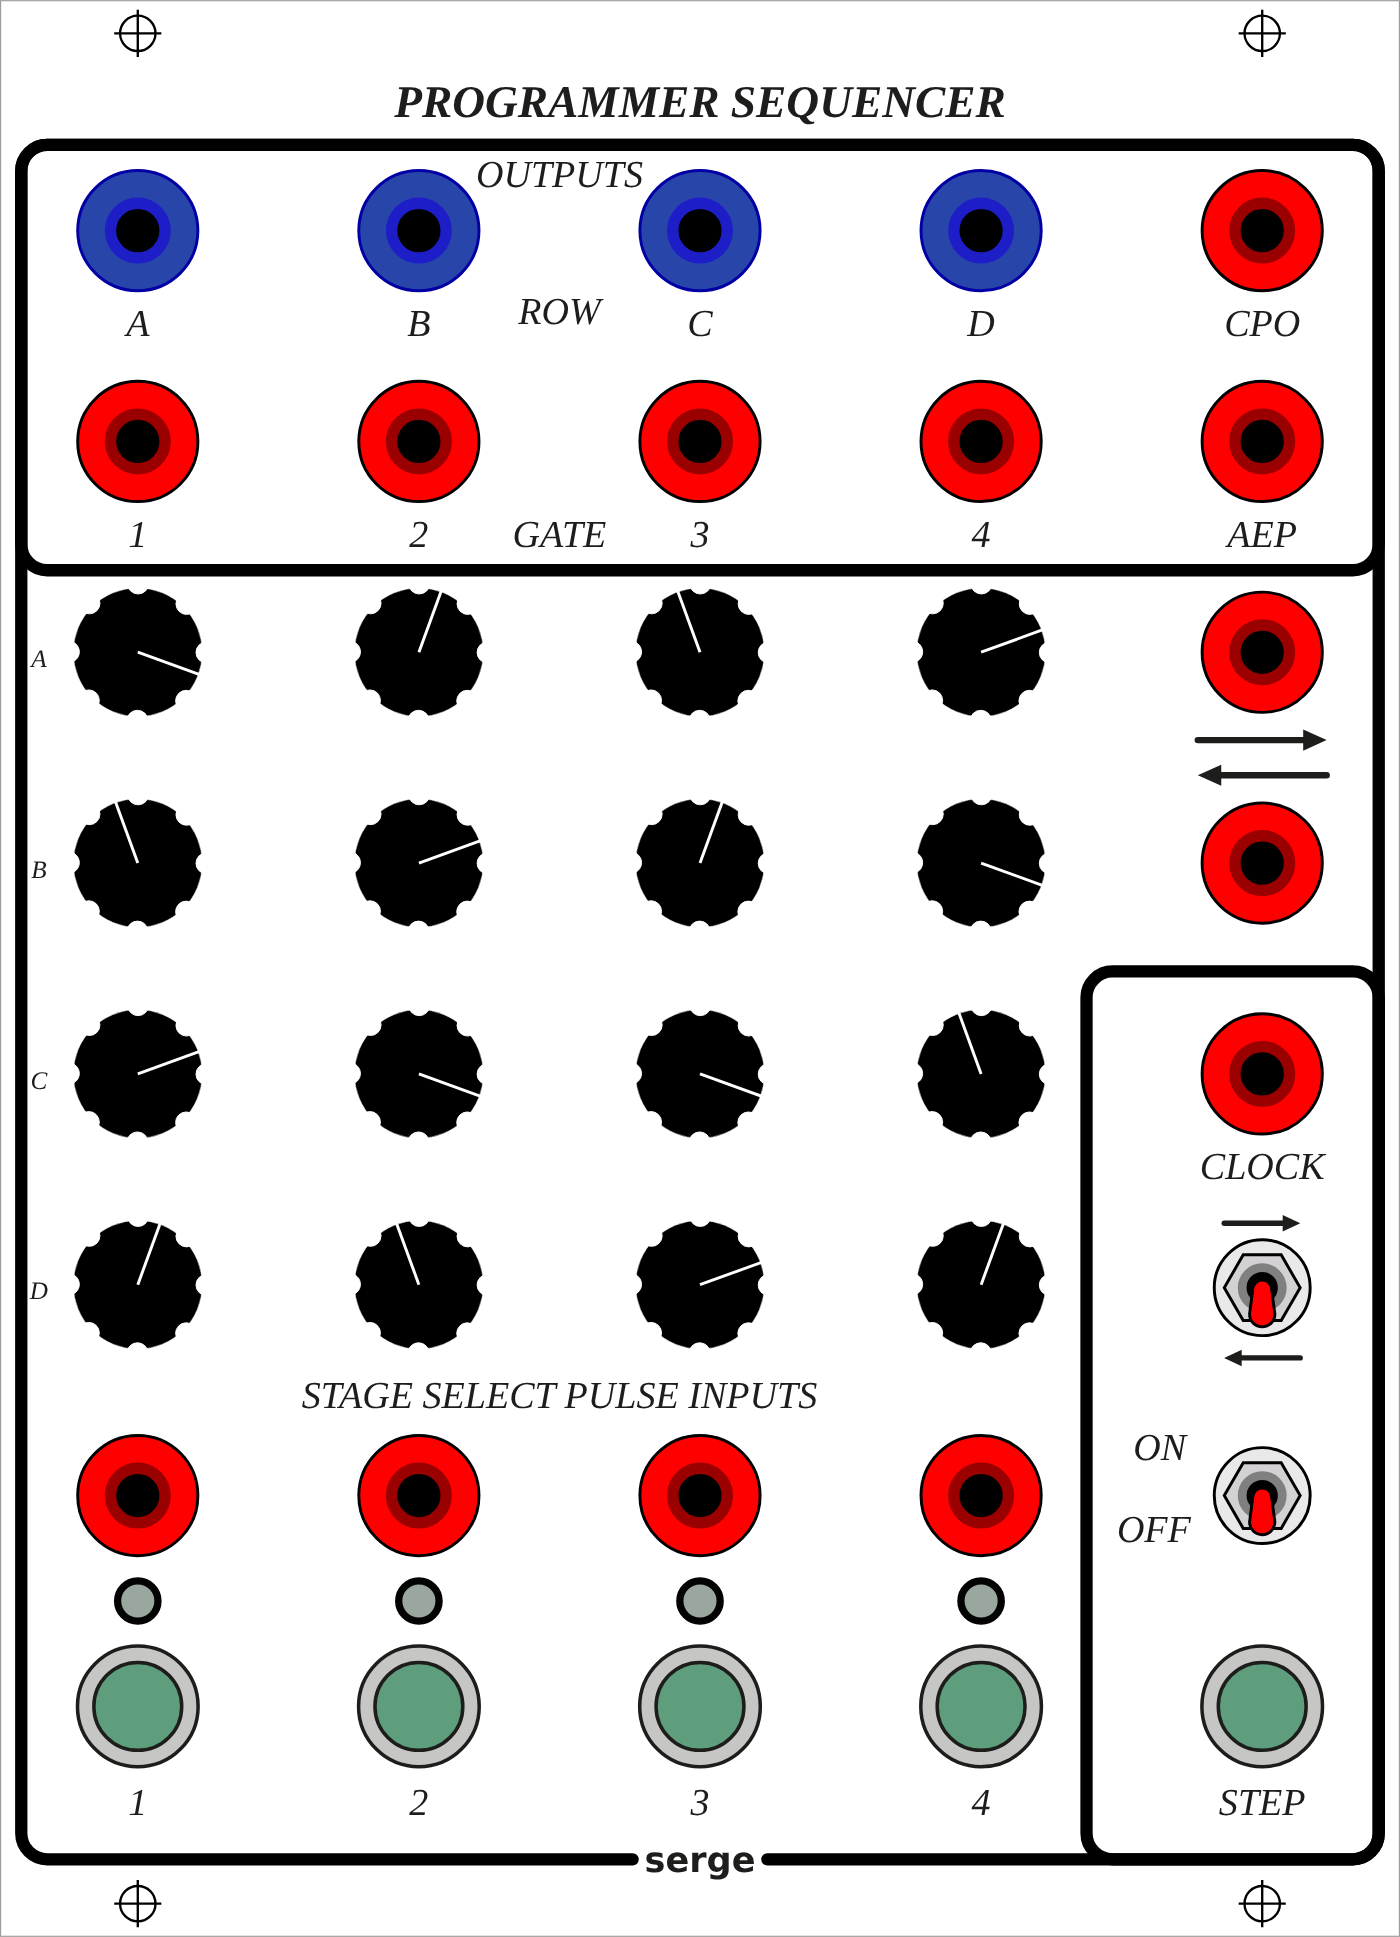 PROGRAMMER SEQUENCER
OUTPUTS
A B ROW C D CPO
1 2 GATE 3 4 AEP
A
B
C
CLOCK
D
STAGE SELECT PULSE INPUTS
ON
OFF
1 2 3 4 STEP
serge